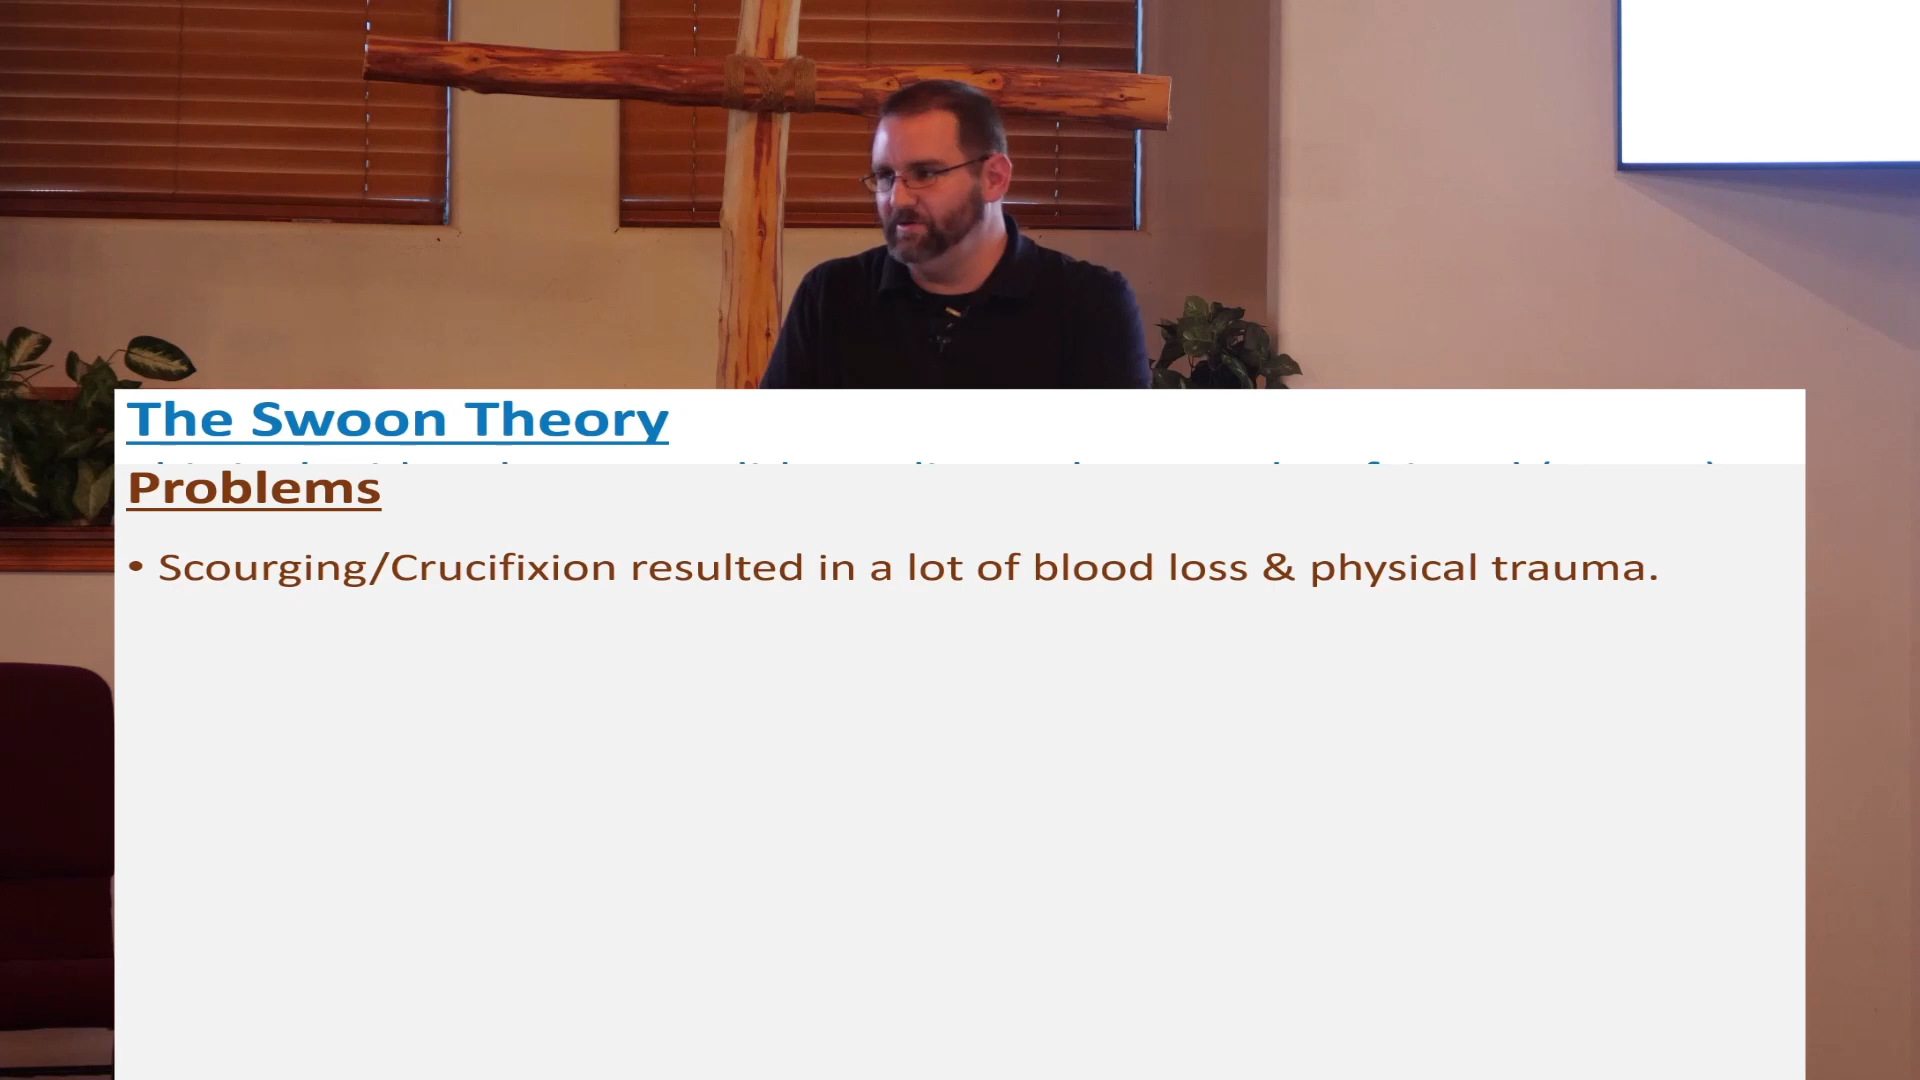 The Swoon Theory
Problems
• Scourging/Crucifixion resulted in a lot of blood loss & physical trauma.